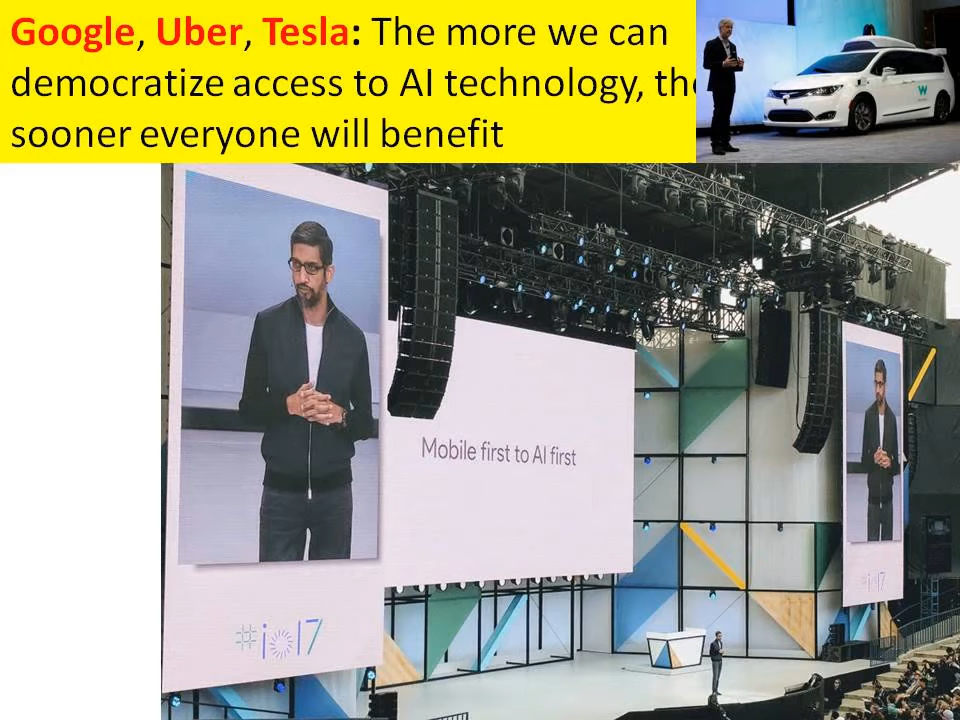 Google, Uber, Tesla: The more we can
democratize access to AI technology, the
sooner everyone will benefit
Mobile first to AI first
#io17
#io17